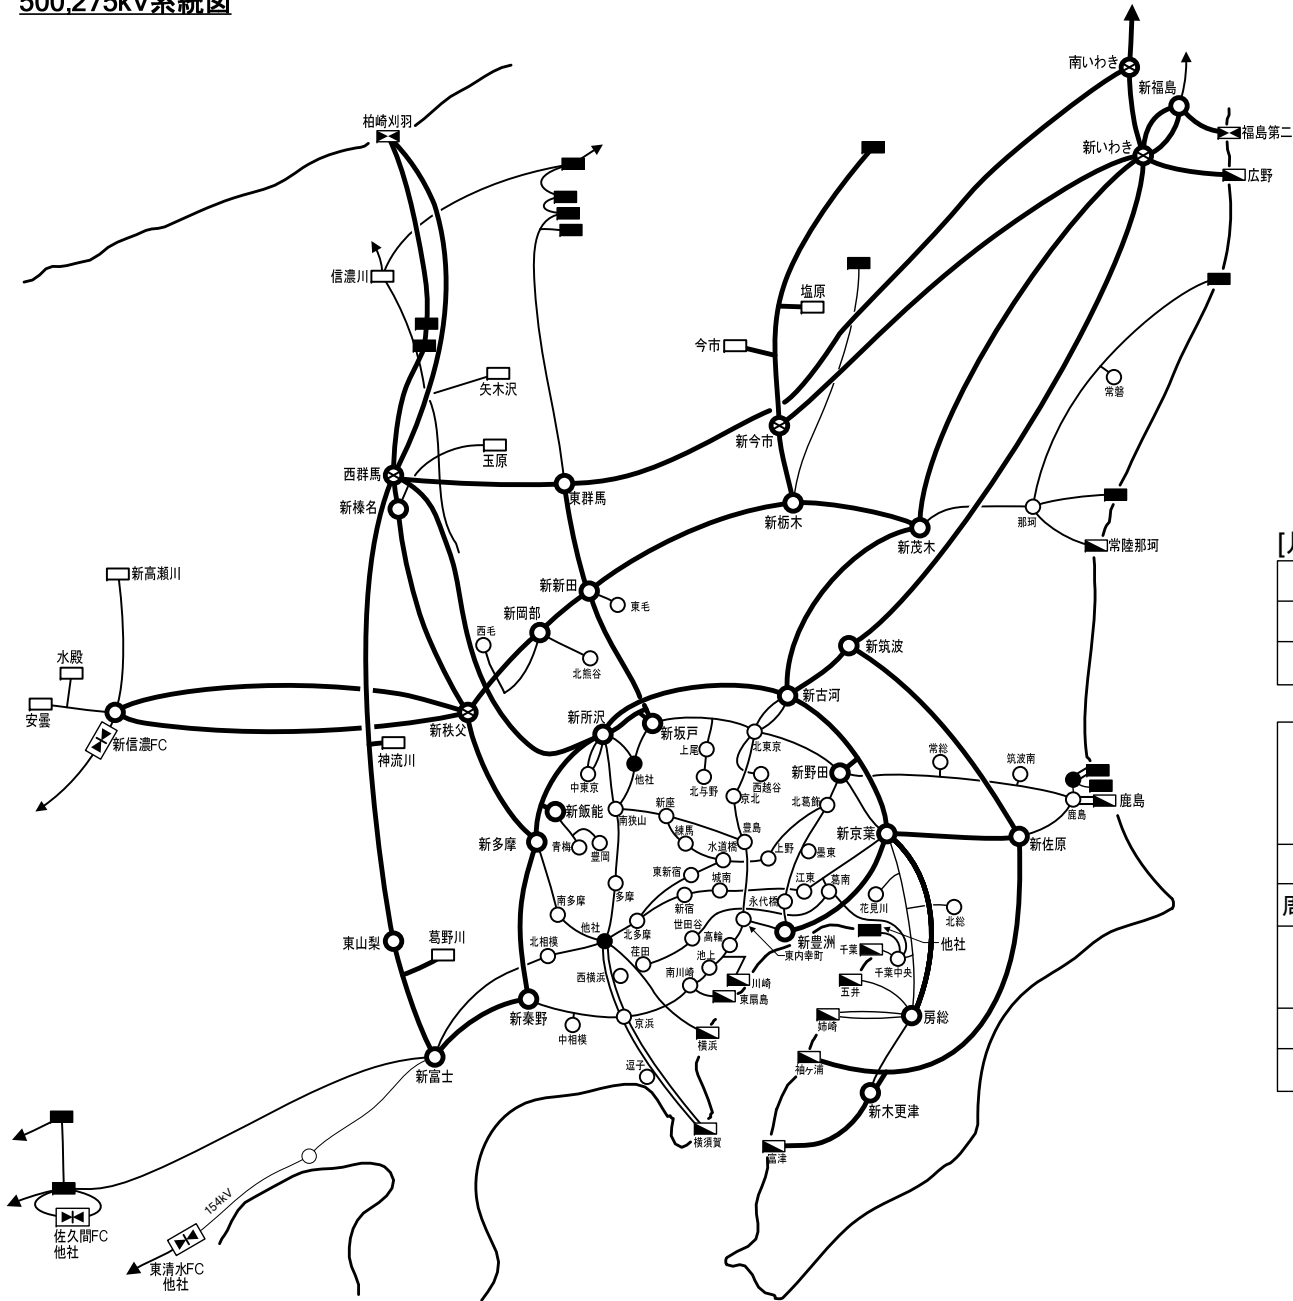 500,275kV系統図
南いわき
新福島
柏崎刈羽
福島第二
新いわき
広野
信濃川
塩原
今市
矢木沢
常磐
新今市
玉原
西群馬
東群馬
新榛名
新栃木
那珂
新茂木
常陸那珂
[
新高瀬川
新新田
東毛
新岡部
西毛
水殿
新筑波
北熊谷
安曇
新古河
新所沢
新秩父
新坂戸
新信濃FC
北東京
上尾
常総
神流川
筑波南
他社
新野田
中東京
西越谷
北与野
京北
鹿島
新飯能
新座
北葛飾
鹿島
南狭山
豊島
練馬
新京葉
新多摩
新佐原
青梅
豊岡
水道橋
上野
墨東
東新宿
城南
江東
葛南
多摩
南多摩
新宿
永代橋
花見川
北総
他社
北多摩
世田谷
東山梨
葛野川
北相模
高輪
新豊洲
千葉
他社
東内幸町
荏田
池上
西横浜
南川崎
川崎
千葉中央
五井
東扇島
新秦野
京浜
姉崎
房総
中相模
横浜
新富士
逗子
袖ヶ浦
新木更津
横須賀
富津
154kV
佐久間FC
他社
東清水FC
他社